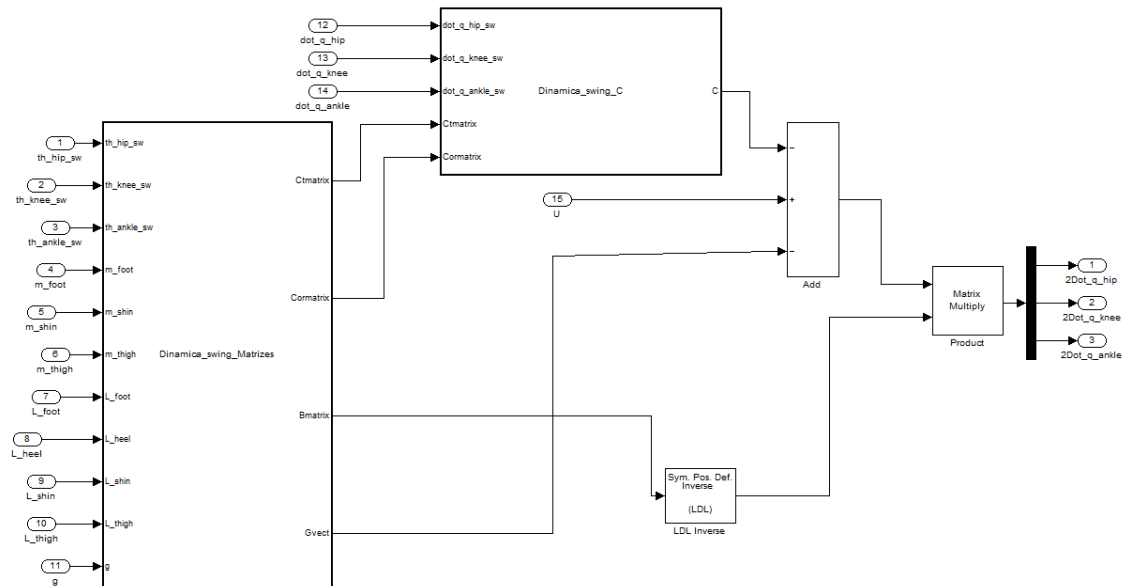 12
dot_q_hip
13
dot_q_knee
14
dot_q_ankle
dot_q_hip_sw
dot_q_knee_sw
dot_q_ankle_sw
Ctmatrix
Cormatrix
Dinamica_swing_C
C
1
th_hip_sw
2
th_knee_sw
3
th_ankle_sw
4
m_foot
5
m_shin
6
m_thigh
7
L_foot
8
L_heel
9
L_shin
10
L_thigh
11
g
th_hip_sw
th_knee_sw
th_ankle_sw
m_foot
m_shin
m_thigh
L_foot
L_heel
L_shin
L_thigh
g
Dinamica_swing_Matrizes
Ctmatrix
Cormatrix
Bmatrix
Gvect
15
U
−
+
−
Add
Sym. Pos. Def.
Inverse
(LDL)
LDL Inverse
Matrix
Multiply
Product
1
2Dot_q_hip
2
2Dot_q_knee
3
2Dot_q_ankle